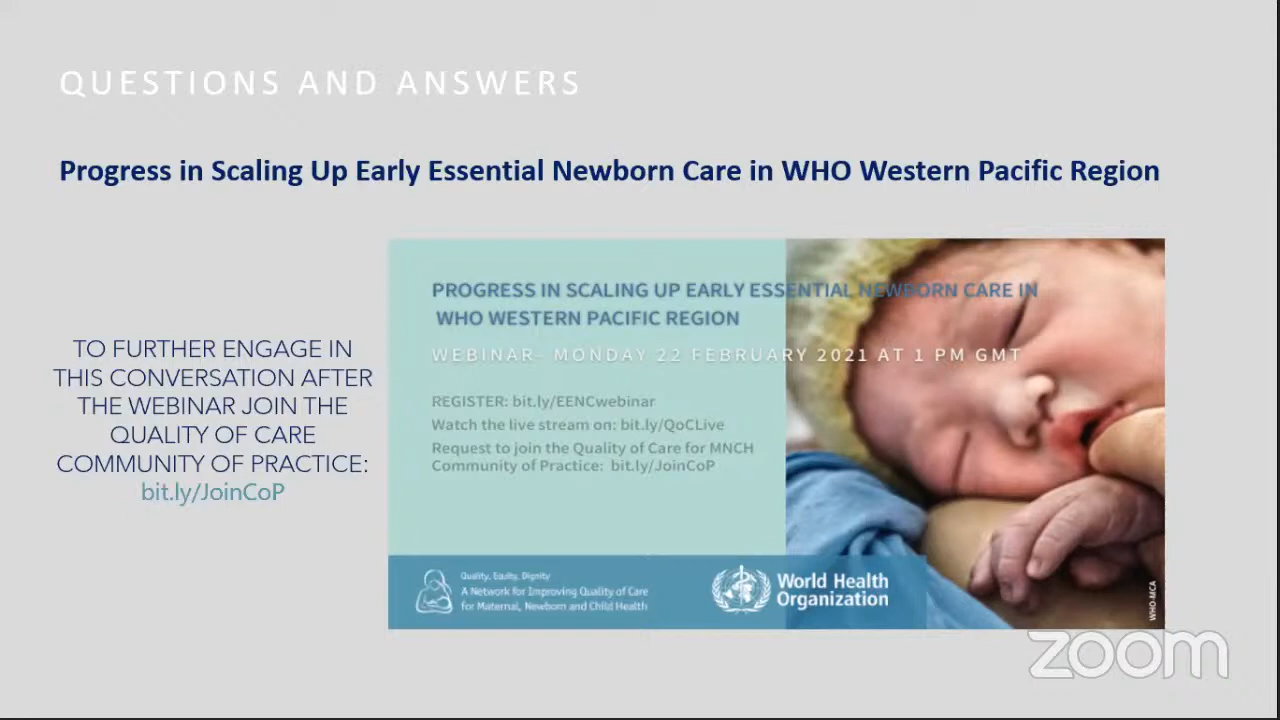 QUESTIONS AND ANSWERS
Progress in Scaling Up Early Essential Newborn Care in WHO Western Pacific Region
TO FURTHER ENGAGE IN
THIS CONVERSATION AFTER
THE WEBINAR JOIN THE
QUALITY OF CARE
COMMUNITY OF PRACTICE:
bit.ly/JoinCoP
PROGRESS IN SCALING UP EARLY ESSENTIAL NEWBORN CARE IN
WHO WESTERN PACIFIC REGION
WEBINAR- MONDAY 22 FEBRUARY 2021 AT 1 PM GMT
REGISTER: bit.ly/EENCwebinar
Watch the live stream on: bit.ly/QoCLive
Request to join the Quality of Care for MNCH
Community of Practice: bit.ly/JoinCoP
Quality, Equity, Dignity
A Network for Improving Quality of Care
for Maternal, Newborn and Child Health
World Health
Organization
WHO-MCA
zoom